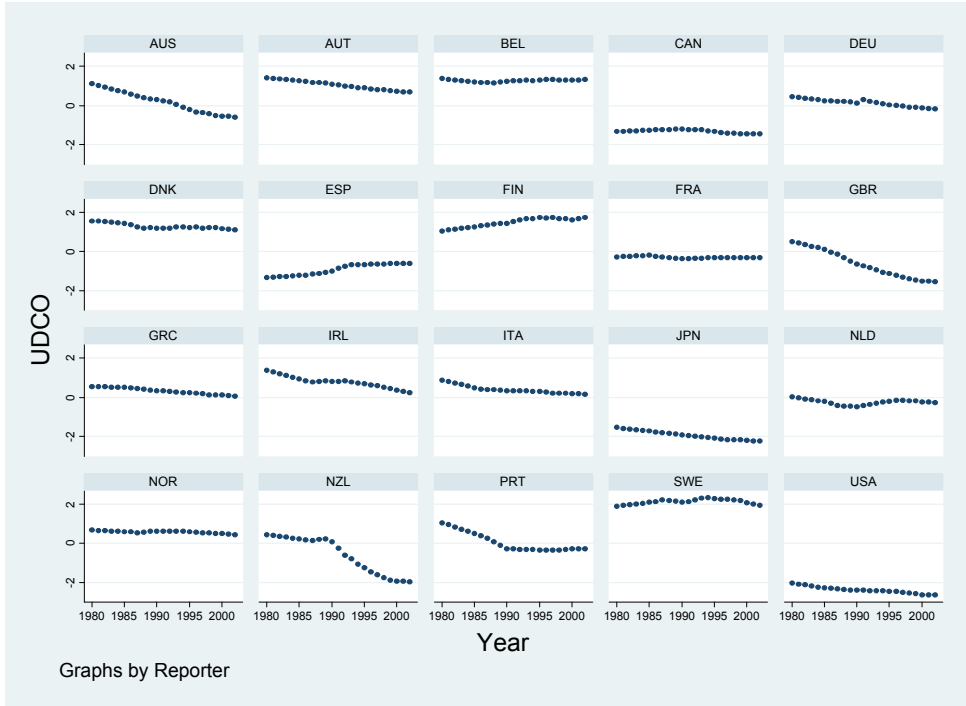 AUS AUT BEL CAN DEU
2
0
-2
DNK ESP FIN FRA GBR
2
0
-2
UDCO
GRC IRL ITA JPN NLD
2
0
-2
NOR NZL PRT SWE USA
2
0
-2
1980 1985 1990 1995 2000 1980 1985 1990 1995 2000 1980 1985 1990 1995 2000 1980 1985 1990 1995 2000 1980 1985 1990 1995 2000
Year
Graphs by Reporter